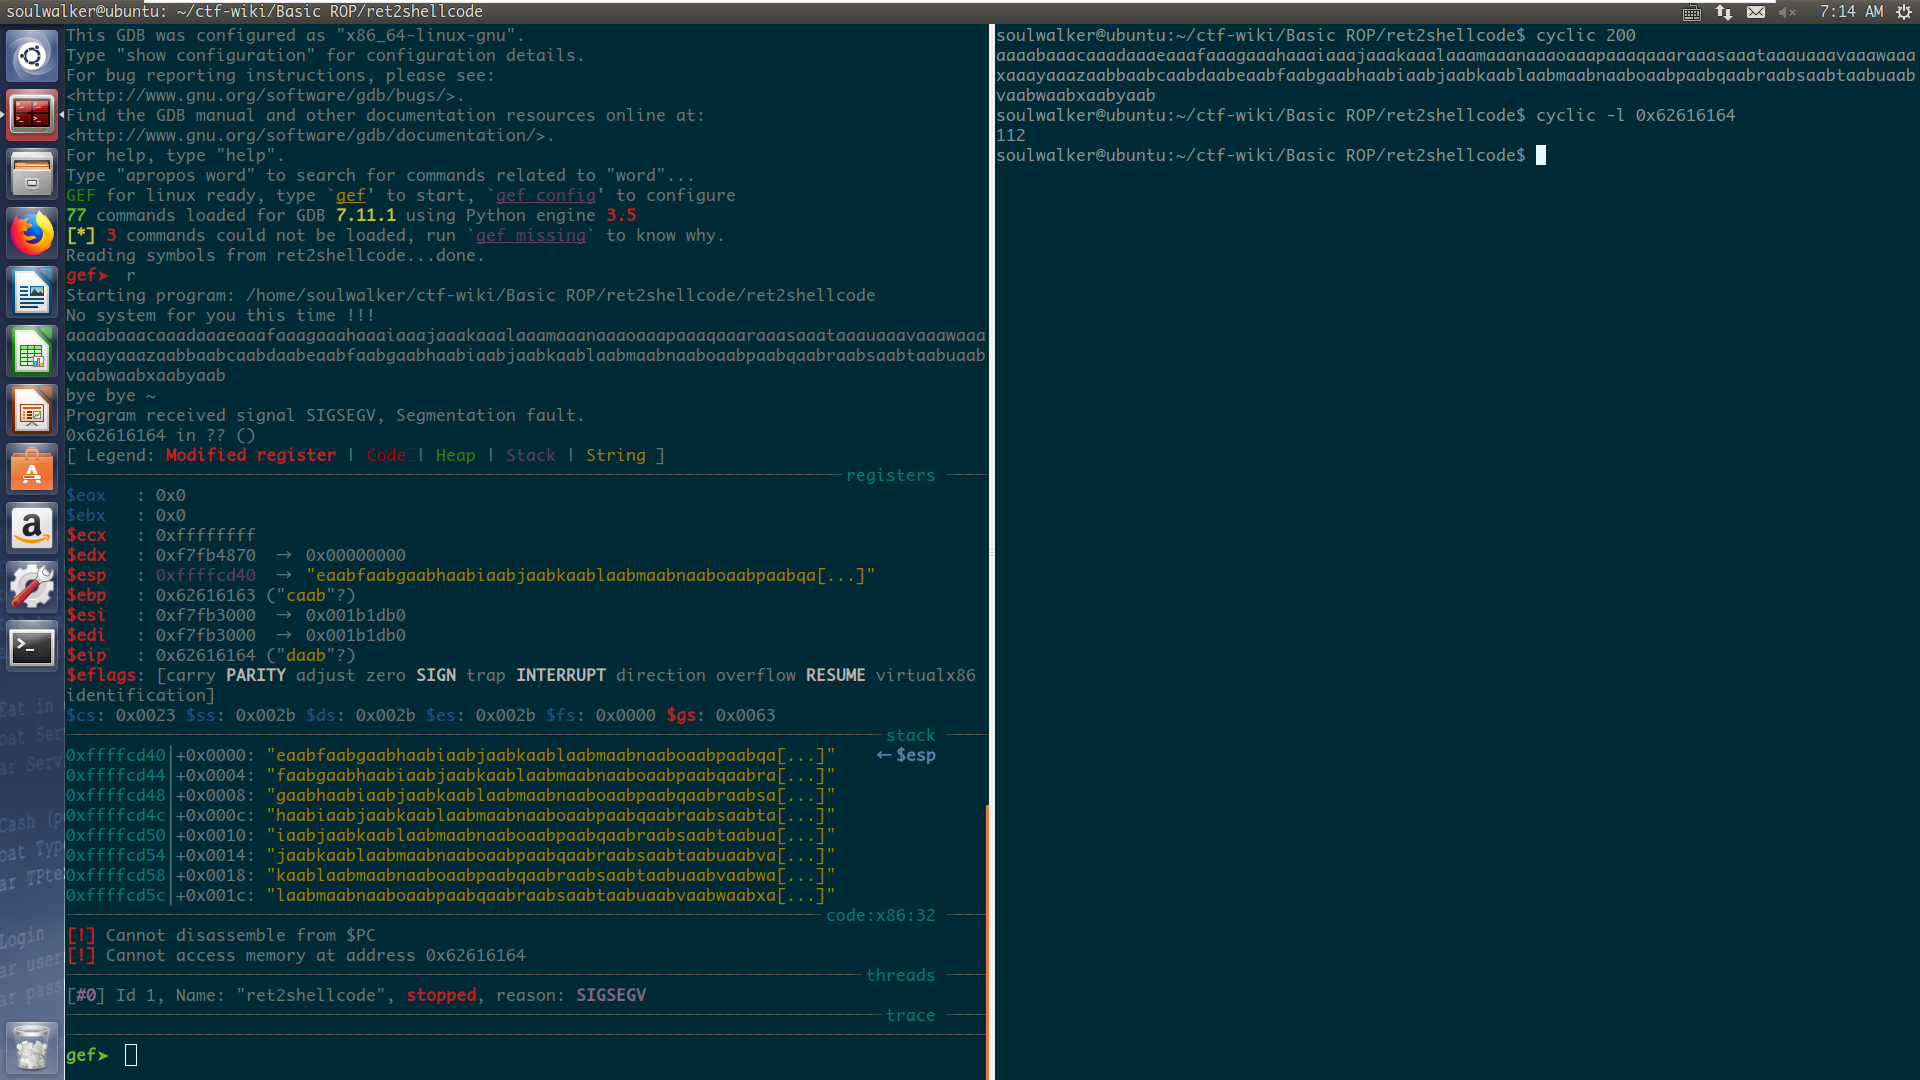 soulwalker@ubuntu: ~/ctf-wiki/Basic ROP/ret2shellcode
7:14 AM
This GDB was configured as "x86_64-linux-gnu".
Type "show configuration" for configuration details.
For bug reporting instructions, please see:
<http://www.gnu.org/software/gdb/bugs/>.
Find the GDB manual and other documentation resources online at:
<http://www.gnu.org/software/gdb/documentation/>.
For help, type "help".
Type "apropos word" to search for commands related to "word"...
GEF for linux ready, type `gef' to start, `gef config' to configure
77 commands loaded for GDB 7.11.1 using Python engine 3.5
[*] 3 commands could not be loaded, run `gef missing` to know why.
Reading symbols from ret2shellcode...done.
gef➤  r
Starting program: /home/soulwalker/ctf-wiki/Basic ROP/ret2shellcode/ret2shellcode
No system for you this time !!!
aaaabaaacaaadaaaeaaafaaagaaahaaaiaaajaaakaaalaaamaaanaaaoaaapaaaqaaaraaasaaataaauaaavaaawaaa
xaaayaaazaabbaabcaabdaabeaabfaabgaabhaabiaabjaabkaablaabmaabnaaboaabpaabqaabraabsaabtaabuaab
vaabwaabxaabyaab
bye bye ~
Program received signal SIGSEGV, Segmentation fault.
0x62616164 in ?? ()
[ Legend: Modified register | Code | Heap | Stack | String ]
registers
$eax   : 0x0
$ebx   : 0x0
$ecx   : 0xffffffff
$edx   : 0xf7fb4870  →  0x00000000
$esp   : 0xffffcd40  →  "eaabfaabgaabhaabiaabjaabkaablaabmaabnaaboaabpaabqa[...]"
$ebp   : 0x62616163 ("caab"?)
$esi   : 0xf7fb3000  →  0x001b1db0
$edi   : 0xf7fb3000  →  0x001b1db0
$eip   : 0x62616164 ("daab"?)
$eflags: [carry PARITY adjust zero SIGN trap INTERRUPT direction overflow RESUME virtualx86
identification]
$cs: 0x0023 $ss: 0x002b $ds: 0x002b $es: 0x002b $fs: 0x0000 $gs: 0x0063
stack
0xffffcd40│+0x0000: "eaabfaabgaabhaabiaabjaabkaablaabmaabnaaboaabpaabqa[...]"    ←$esp
0xffffcd44│+0x0004: "faabgaabhaabiaabjaabkaablaabmaabnaaboaabpaabqaabra[...]"
0xffffcd48│+0x0008: "gaabhaabiaabjaabkaablaabmaabnaaboaabpaabqaabraabsa[...]"
0xffffcd4c│+0x000c: "haabiaabjaabkaablaabmaabnaaboaabpaabqaabraabsaabta[...]"
0xffffcd50│+0x0010: "iaabjaabkaablaabmaabnaaboaabpaabqaabraabsaabtaabua[...]"
0xffffcd54│+0x0014: "jaabkaablaabmaabnaaboaabpaabqaabraabsaabtaabuaabva[...]"
0xffffcd58│+0x0018: "kaablaabmaabnaaboaabpaabqaabraabsaabtaabuaabvaabwa[...]"
0xffffcd5c│+0x001c: "laabmaabnaaboaabpaabqaabraabsaabtaabuaabvaabwaabxa[...]"
code:x86:32
[!] Cannot disassemble from $PC
[!] Cannot access memory at address 0x62616164
threads
[#0] Id 1, Name: "ret2shellcode", stopped, reason: SIGSEGV
trace
gef➤
soulwalker@ubuntu:~/ctf-wiki/Basic ROP/ret2shellcode$ cyclic 200
aaaabaaacaaadaaaeaaafaaagaaahaaaiaaajaaakaaalaaamaaanaaaoaaapaaaqaaaraaasaaataaauaaavaaawaaa
xaaayaaazaabbaabcaabdaabeaabfaabgaabhaabiaabjaabkaablaabmaabnaaboaabpaabqaabraabsaabtaabuaab
vaabwaabxaabyaab
soulwalker@ubuntu:~/ctf-wiki/Basic ROP/ret2shellcode$ cyclic -l 0x62616164
112
soulwalker@ubuntu:~/ctf-wiki/Basic ROP/ret2shellcode$